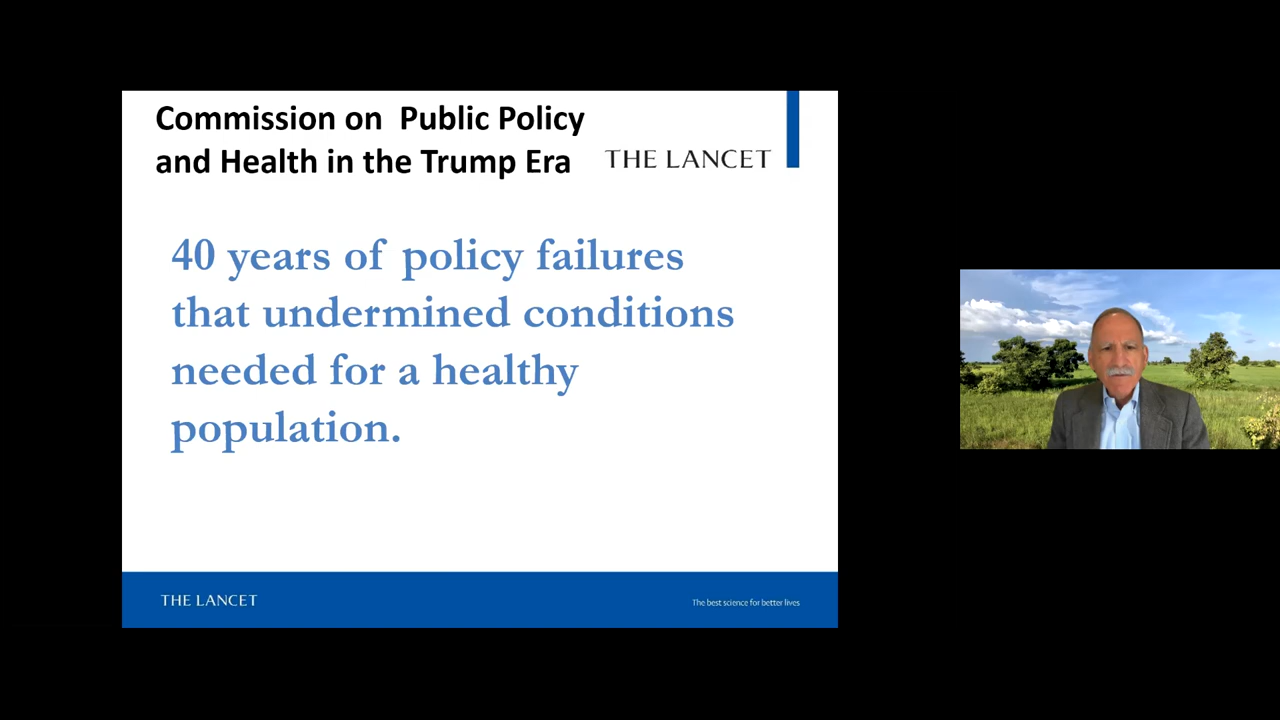 Commission on Public Policy
and Health in the Trump Era
THE LANCET
40 years of policy failures
that undermined conditions
needed for a healthy
population.
THE LANCET
The best science for better lives